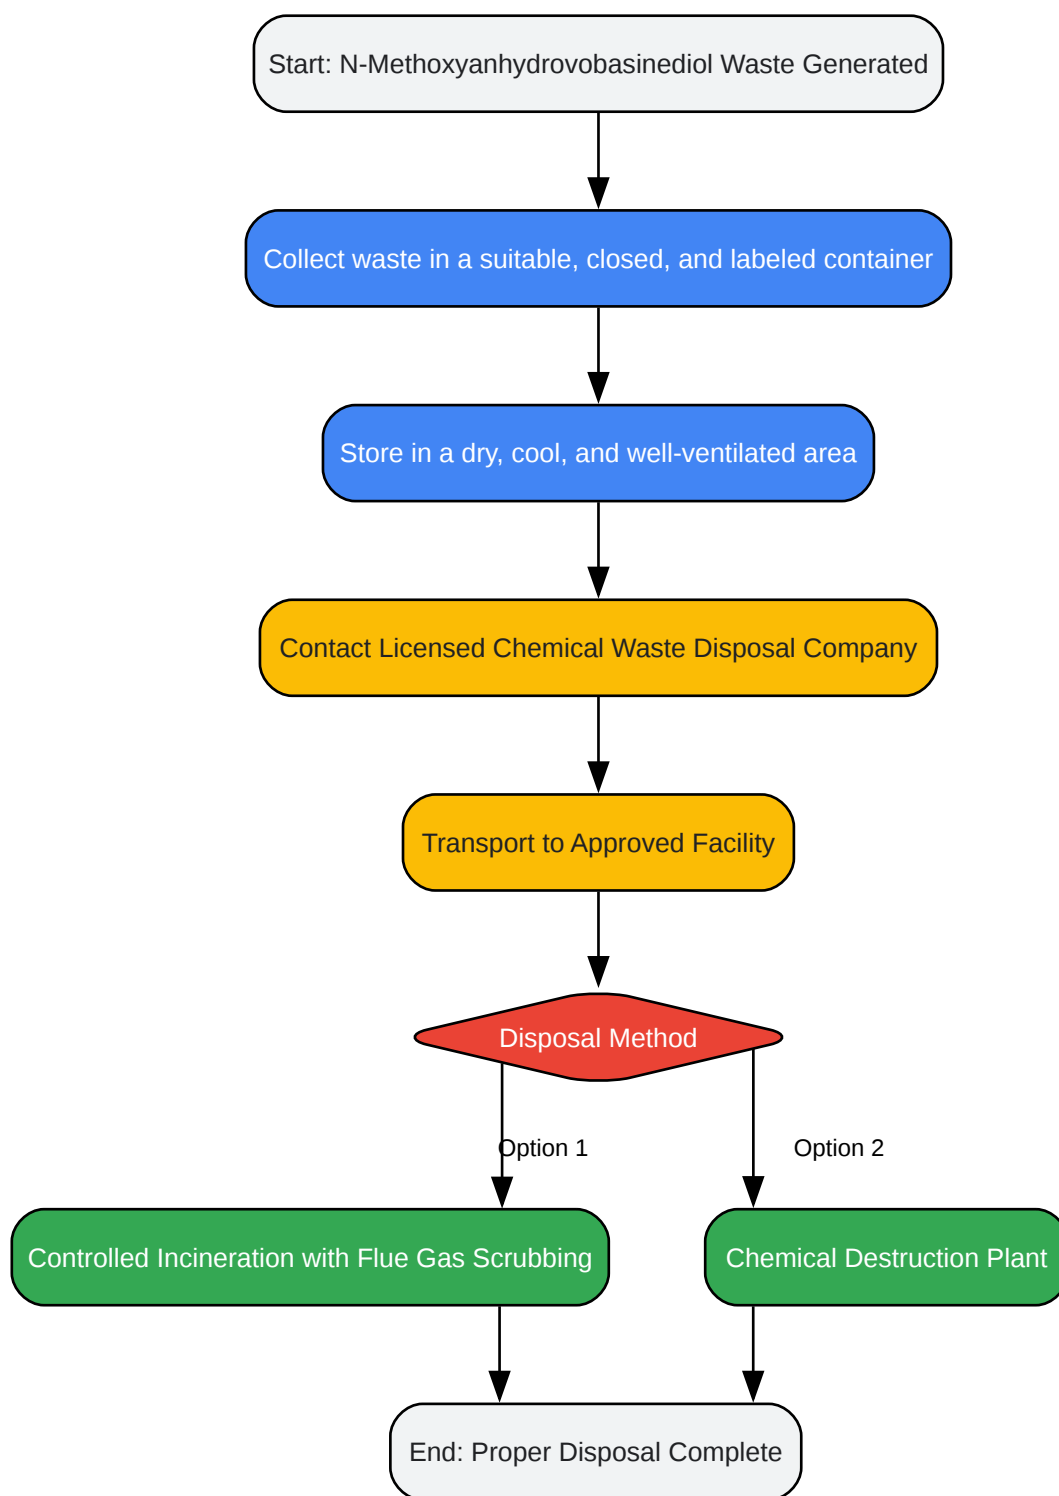 Start: N-Methoxyanhydrovobasinediol Waste Generated
Collect waste in a suitable, closed, and labeled container
Store in a dry, cool, and well-ventilated area
Contact Licensed Chemical Waste Disposal Company
Transport to Approved Facility
Disposal Method
Option 1
Option 2
Controlled Incineration with Flue Gas Scrubbing
Chemical Destruction Plant
End: Proper Disposal Complete